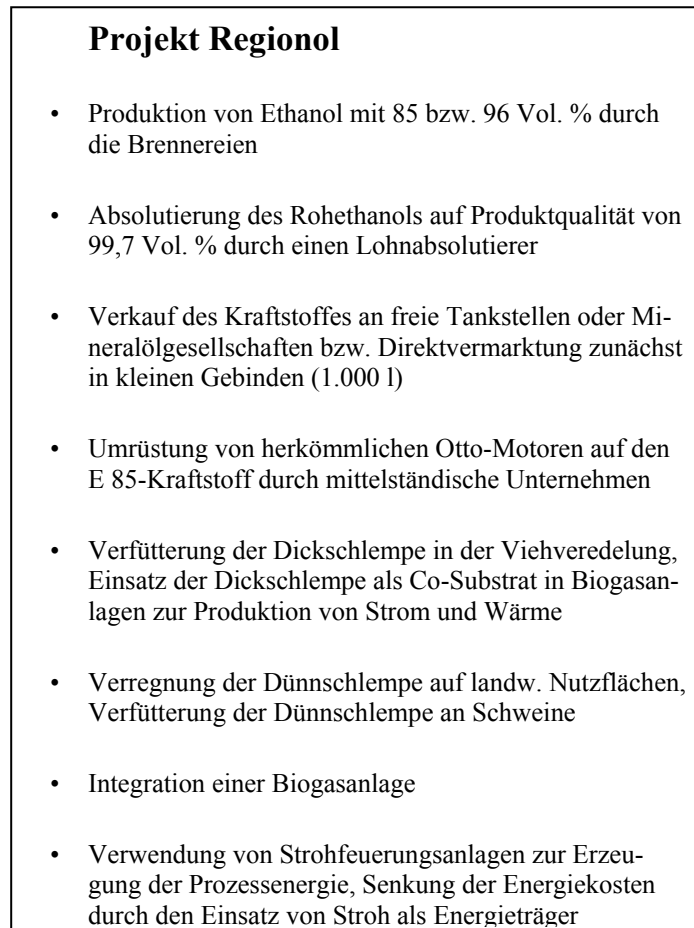 Projekt Regionol
• Produktion von Ethanol mit 85 bzw. 96 Vol. % durch
die Brennereien
• Absolutierung des Rohethanols auf Produktqualität von
99,7 Vol. % durch einen Lohnabsolutierer
• Verkauf des Kraftstoffes an freie Tankstellen oder Mi-
neralölgesellschaften bzw. Direktvermarktung zunächst
in kleinen Gebinden (1.000 l)
• Umrüstung von herkömmlichen Otto-Motoren auf den
E 85-Kraftstoff durch mittelständische Unternehmen
• Verfütterung der Dickschlempe in der Viehveredelung,
Einsatz der Dickschlempe als Co-Substrat in Biogasan-
lagen zur Produktion von Strom und Wärme
• Verregnung der Dünnschlempe auf landw. Nutzflächen,
Verfütterung der Dünnschlempe an Schweine
• Integration einer Biogasanlage
• Verwendung von Strohfeuerungsanlagen zur Erzeu-
gung der Prozessenergie, Senkung der Energiekosten
durch den Einsatz von Stroh als Energieträger